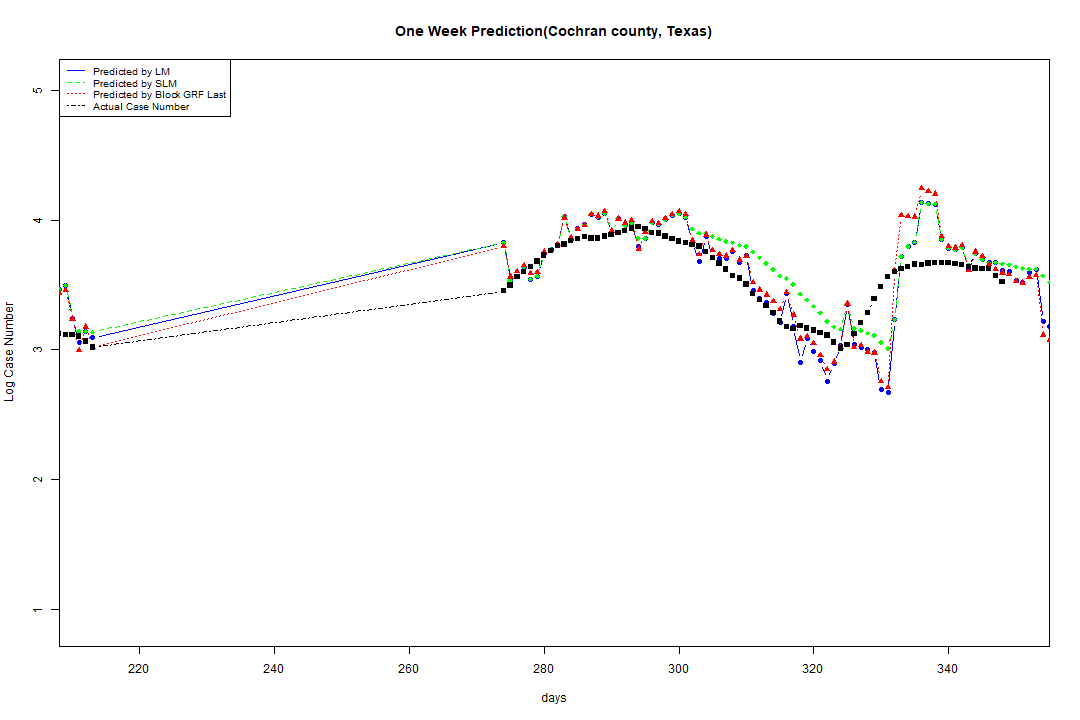 One Week Prediction(Cochran county, Texas)
Predicted by LM
Predicted by SLM
Predicted by Block GRF Last
Actual Case Number
5
4
3
2
1
Log Case Number
220 240 260 280 300 320 340
days